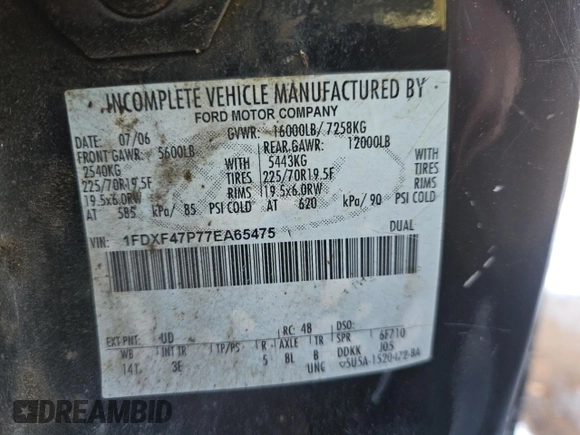 INCOMPLETE VEHICLE MANUFACTURED BY
FORD MOTOR COMPANY
DATE: 07/06 GVWR: 16000LB/ 7258KG
FRONT GAWR: 5600LB REAR GAWR: 12000LB
2540KG WITH 5443KG WITH
225/70R19.5F TIRES 225/70R19.5F TIRES
19.5x6.0RW RIMS 19.5x6.0RW RIMS
AT 585 kPa/ 85 PSI COLD AT 620 kPa/ 90 PSI COLD
VIN: 1FDXF47P77EA65475 DUAL
EXT PNT: UD RC: 48 DSO:
WB INT TR TP/PS R AXLE TR SPR 6F210
141 3E 5 BL B DDKK J05
UNC
DREAMBID